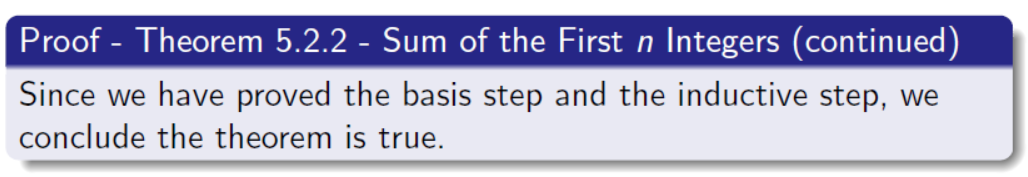 Proof - Theorem 5.2.2 - Sum of the First n Integers (continued)
Since we have proved the basis step and the inductive step, we
conclude the theorem is true.